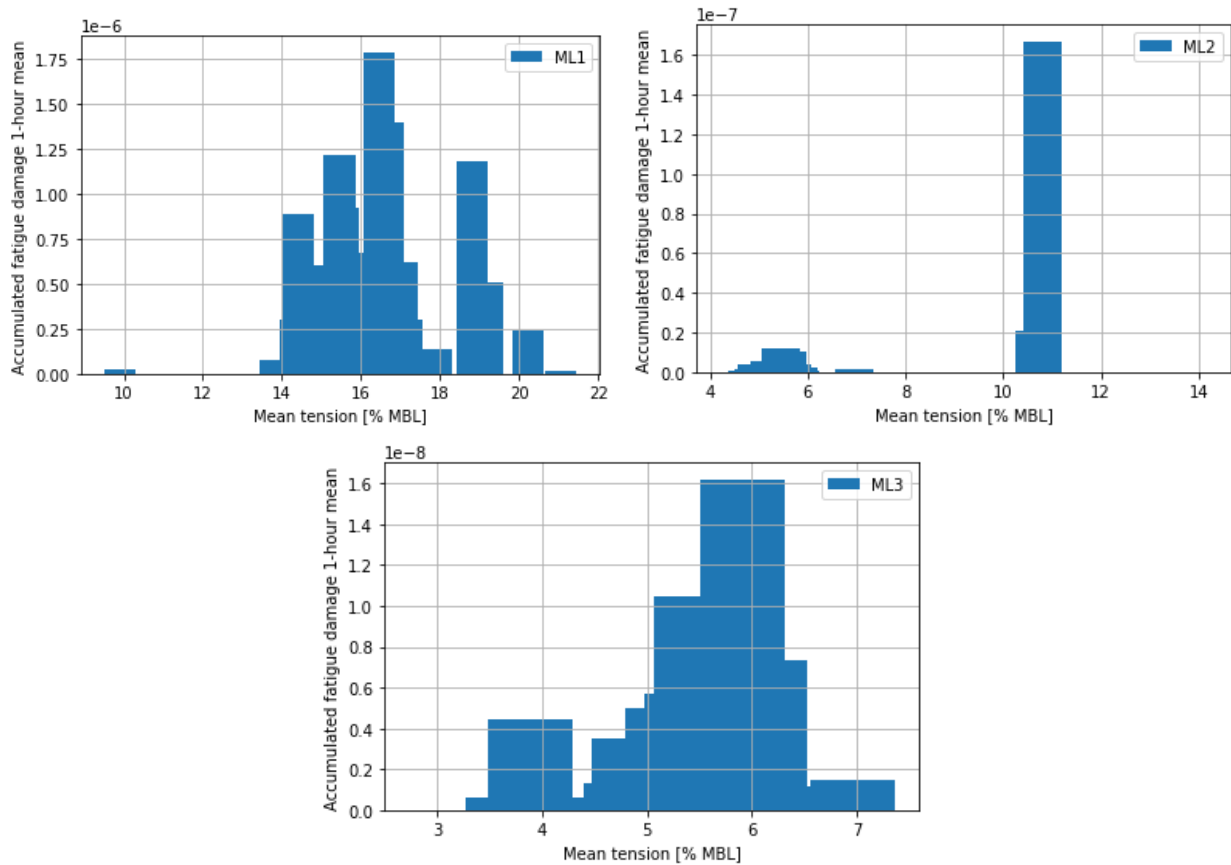 1e−6
Accumulated fatigue damage 1-hour mean
1.75
1.50
1.25
1.00
0.75
0.50
0.25
0.00
ML1
10 12 14 16 18 20 22
Mean tension [% MBL]
1e−7
Accumulated fatigue damage 1-hour mean
1.6
1.4
1.2
1.0
0.8
0.6
0.4
0.2
0.0
ML2
4 6 8 10 12 14
Mean tension [% MBL]
1e−8
Accumulated fatigue damage 1-hour mean
1.6
1.4
1.2
1.0
0.8
0.6
0.4
0.2
0.0
ML3
3 4 5 6 7
Mean tension [% MBL]